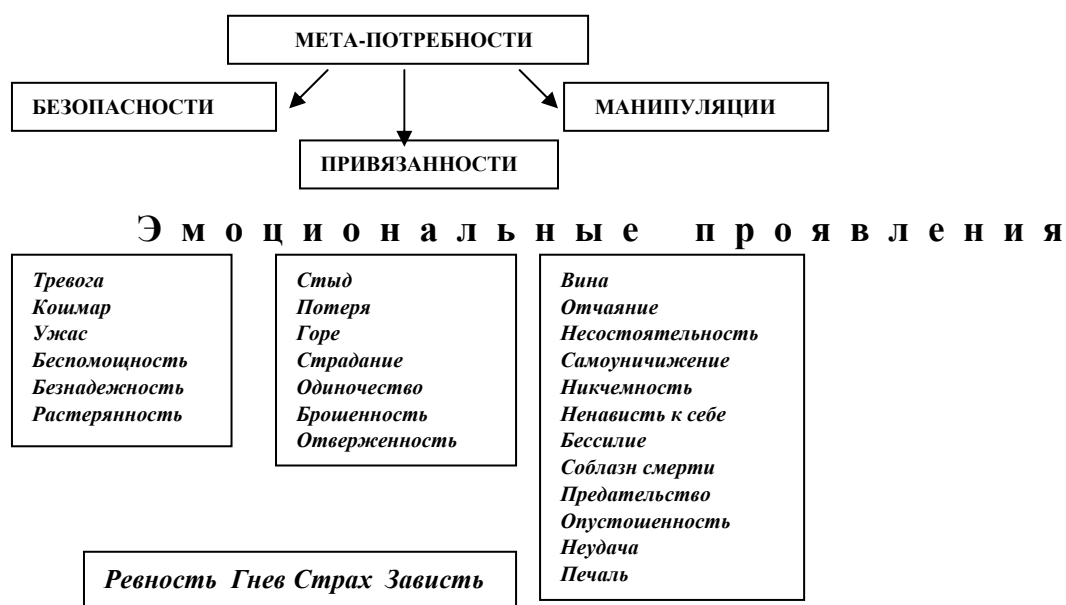 МЕТА-ПОТРЕБНОСТИ
БЕЗОПАСНОСТИ
МАНИПУЛЯЦИИ
ПРИВЯЗАННОСТИ
Эмоциональные проявления
Тревога
Кошмар
Ужас
Беспомощность
Безнадежность
Растерянность
Стыд
Потеря
Горе
Страдание
Одиночество
Брошенность
Отверженность
Вина
Отчаяние
Несостоятельность
Самоуничижение
Никчемность
Ненависть к себе
Бессилие
Соблазн смерти
Предательство
Опустошенность
Неудача
Печаль
Ревность Гнев Страх Зависть